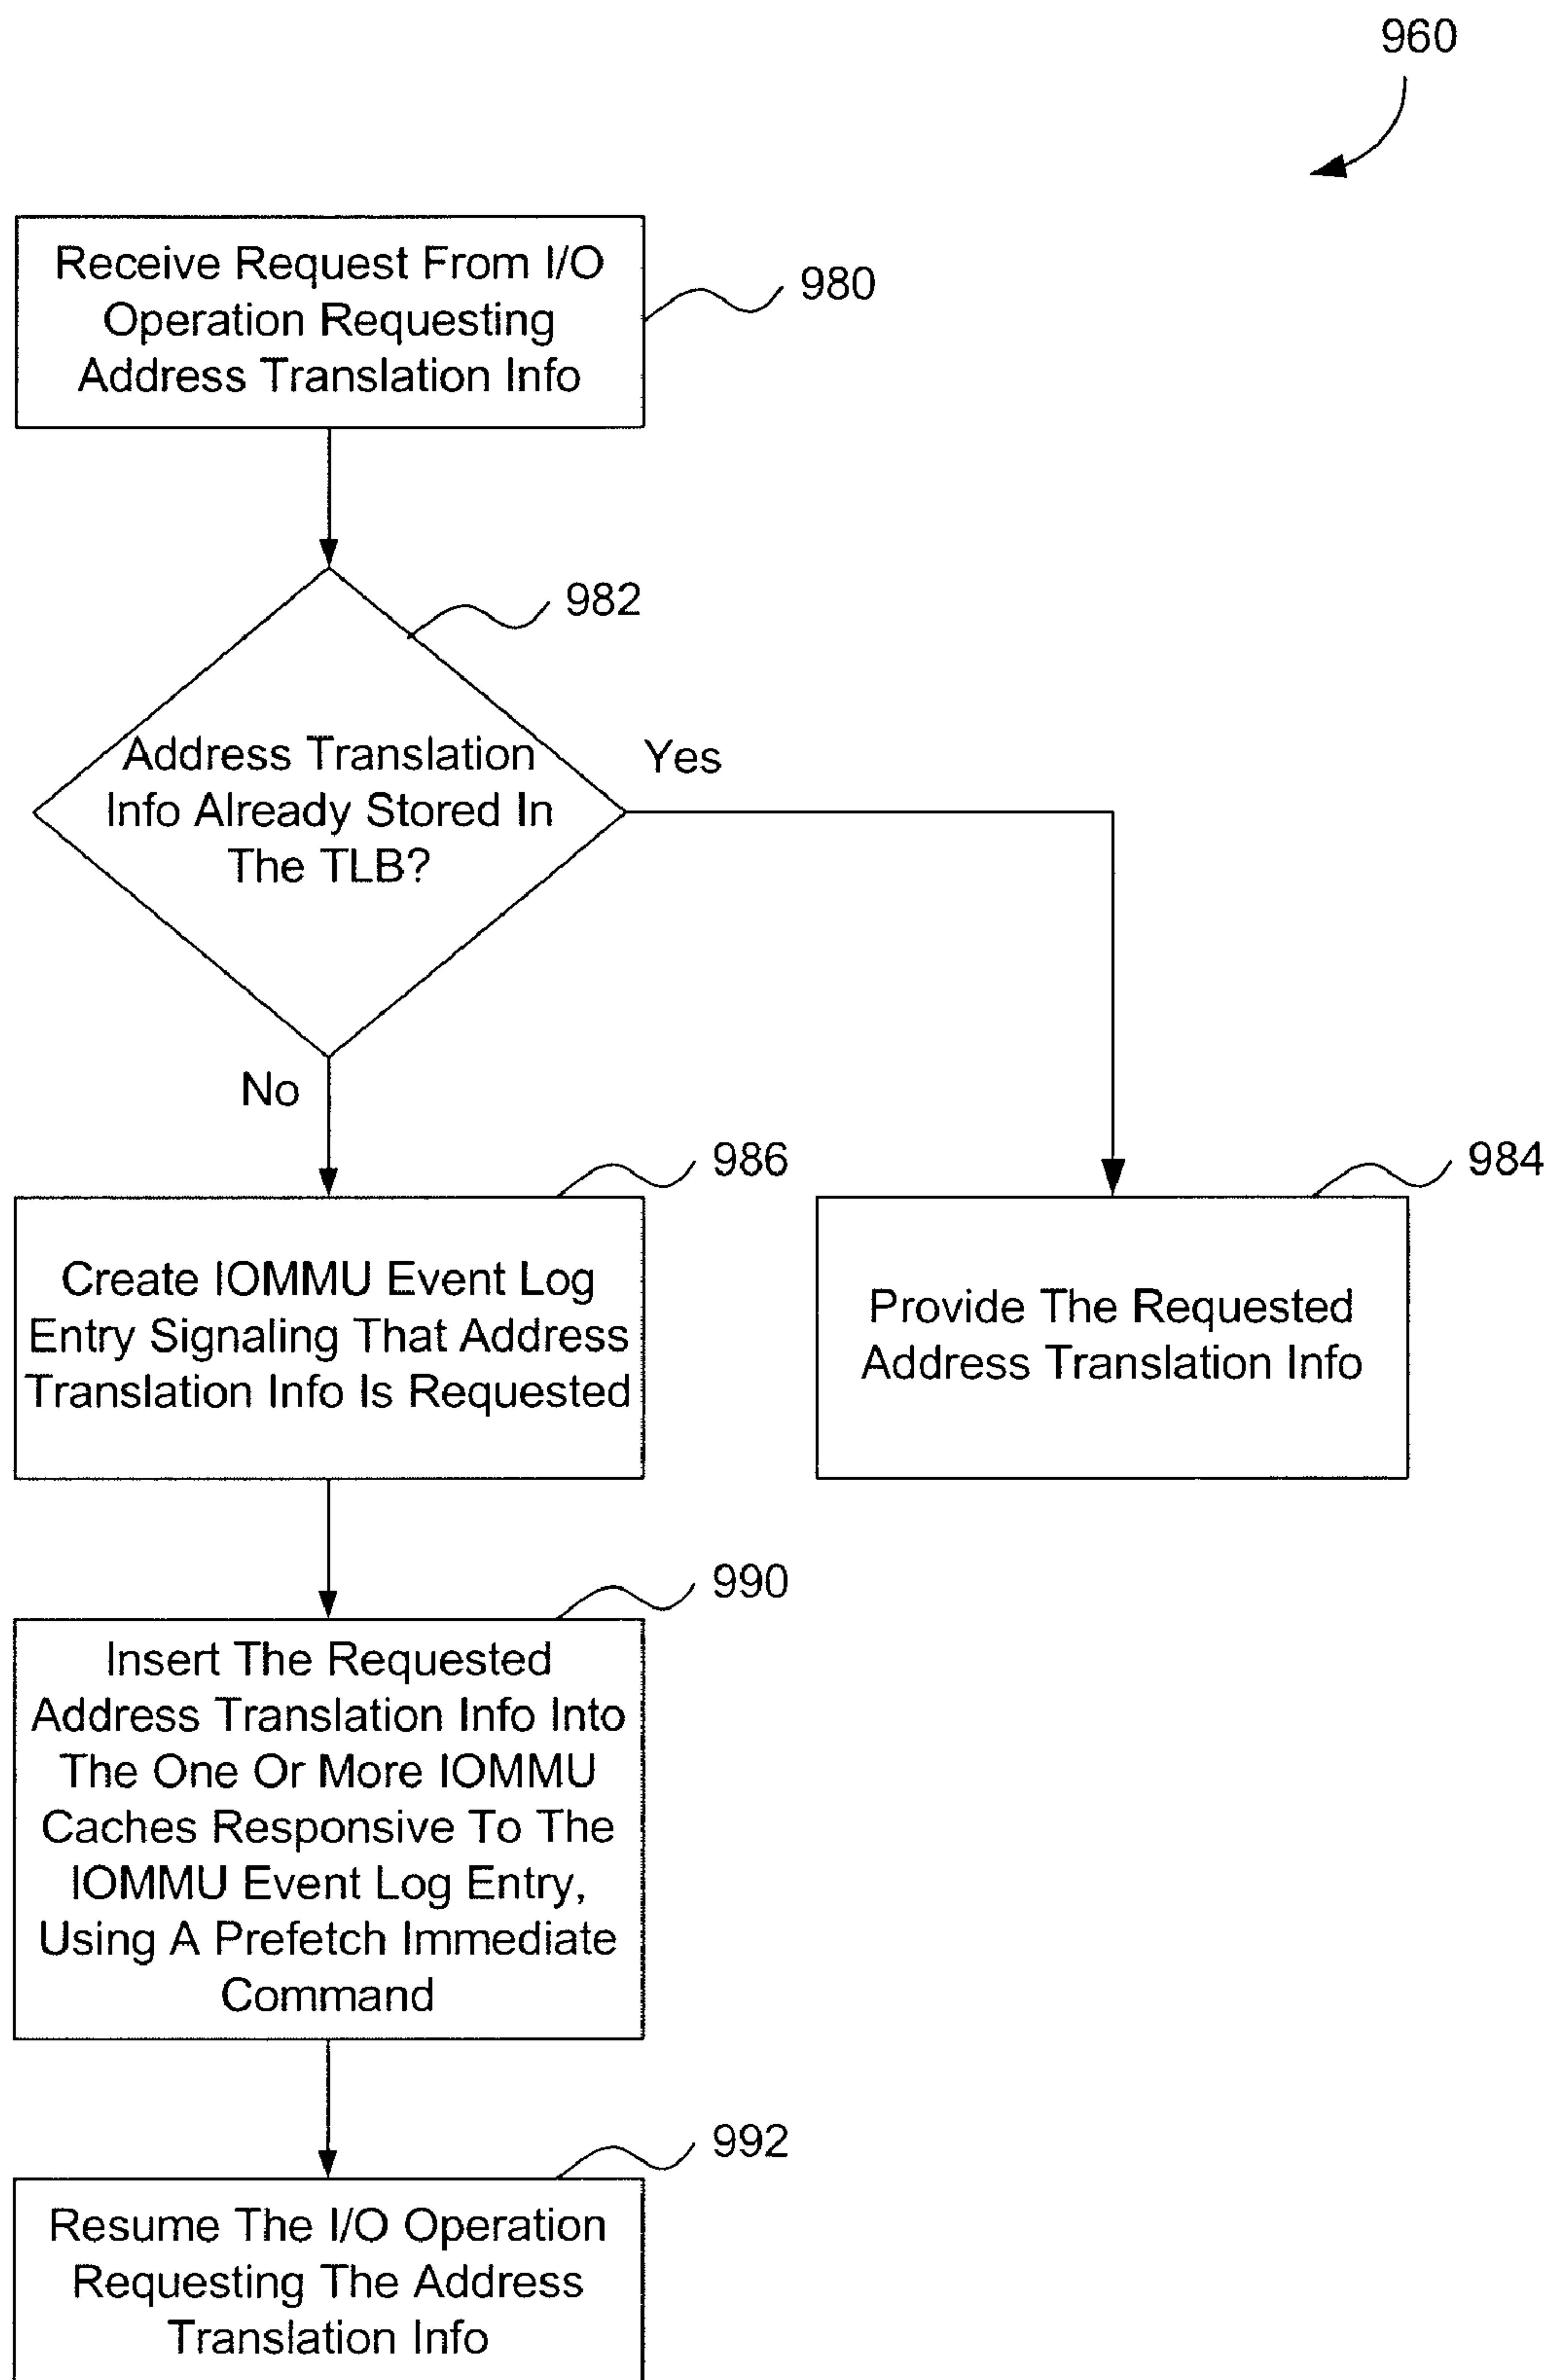 960
Receive Request From I/O
Operation Requesting
Address Translation Info
980
982
Address Translation
Info Already Stored In
The TLB?
Yes
No
986
984
Create IOMMU Event Log
Entry Signaling That Address
Translation Info Is Requested
Provide The Requested
Address Translation Info
990
Insert The Requested
Address Translation Info Into
The One Or More IOMMU
Caches Responsive To The
IOMMU Event Log Entry,
Using A Prefetch Immediate
Command
992
Resume The I/O Operation
Requesting The Address
Translation Info